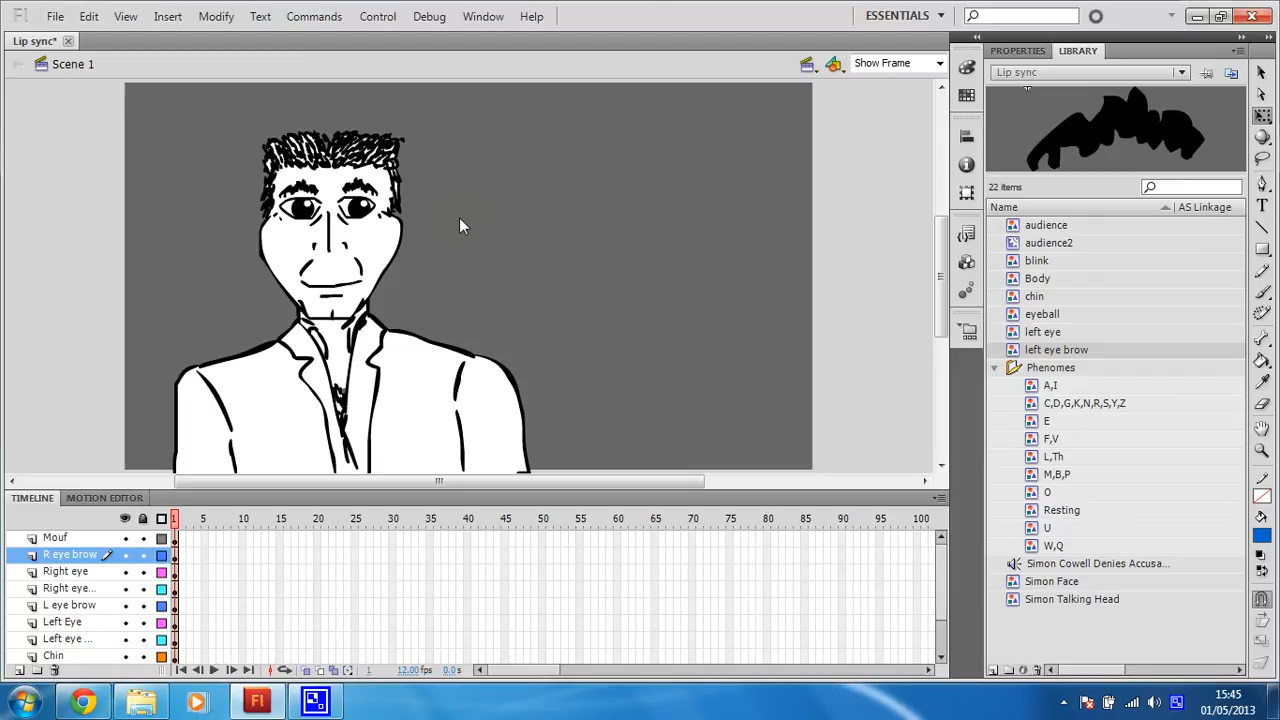 Fl File Edit View Insert Modify Text Commands Control Debug Window Help ESSENTIALS
Lip sync*
Scene 1 Show Frame
PROPERTIES LIBRARY
Lip sync
22 items
Name AS Linkage
audience
audience2
blink
Body
chin
eyeball
left eye
left eye brow
Phenomes
A,I
C,D,G,K,N,R,S,Y,Z
E
F,V
L,Th
M,B,P
O
Resting
U
W,Q
Simon Cowell Denies Accusa...
Simon Face
Simon Talking Head
TIMELINE MOTION EDITOR
1 5 10 15 20 25 30 35 40 45 50 55 60 65 70 75 80 85 90 95 100
Mouf
R eye brow
Right eye
Right eye...
L eye brow
Left Eye
Left eye ...
Chin
1 12.00 fps 0.0 s
Fl
15:45
01/05/2013